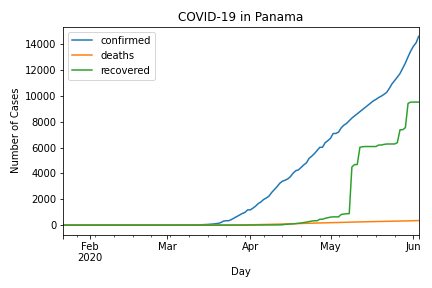 COVID-19 in Panama
confirmed
deaths
recovered
Number of Cases
14000
12000
10000
8000
6000
4000
2000
0
Feb Mar Apr May Jun
2020
Day